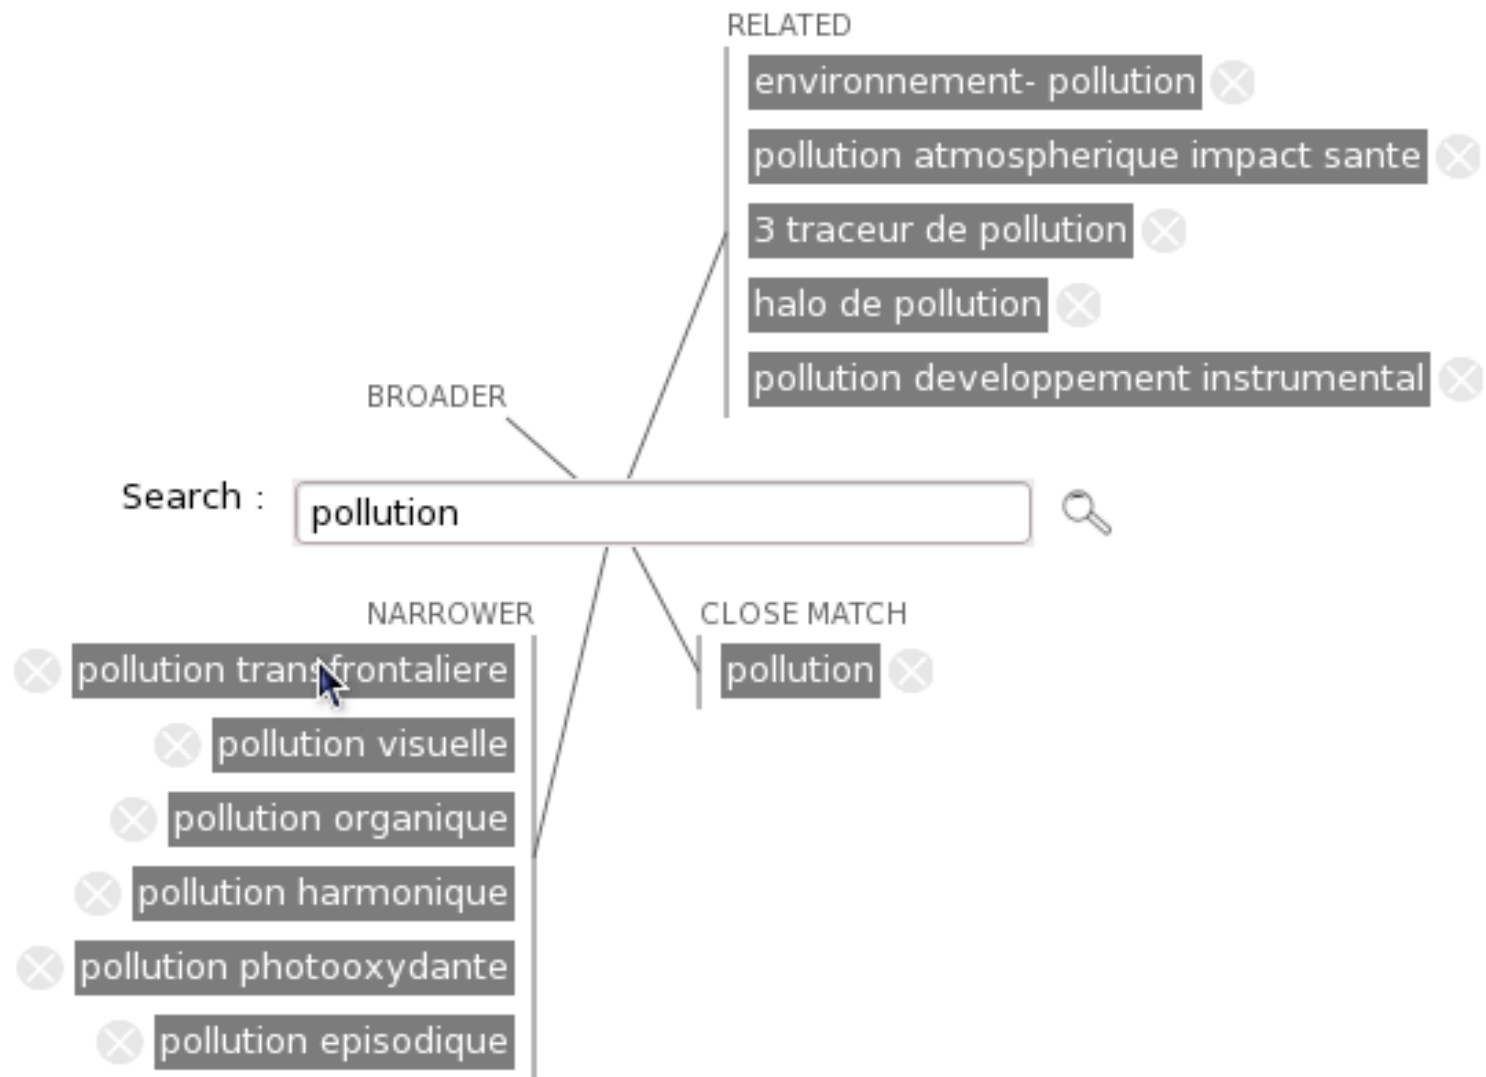 RELATED
environnement- pollution
pollution atmospherique impact sante
3 traceur de pollution
halo de pollution
pollution developpement instrumental
BROADER
Search :
pollution
NARROWER
pollution transfrontaliere
pollution visuelle
pollution organique
pollution harmonique
pollution photooxydante
pollution episodique
CLOSE MATCH
pollution